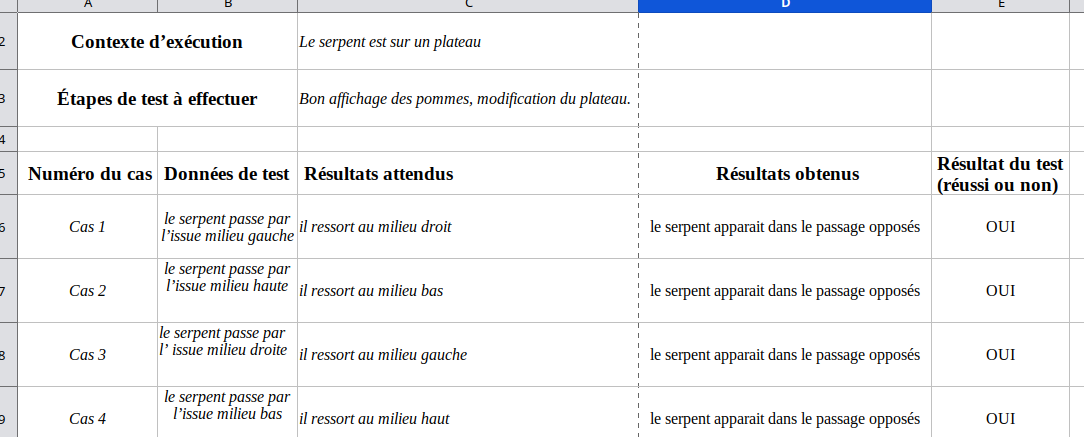 A B C D E
2 Contexte d’exécution Le serpent est sur un plateau
3 Étapes de test à effectuer Bon affichage des pommes, modification du plateau.
4
5 Numéro du cas Données de test Résultats attendus Résultats obtenus Résultat du test
(réussi ou non)
6 Cas 1 le serpent passe par
l’issue milieu gauche il ressort au milieu droit le serpent apparait dans le passage opposés OUI
7 Cas 2 le serpent passe par
l’issue milieu haute il ressort au milieu bas le serpent apparait dans le passage opposés OUI
8 Cas 3 le serpent passe par
l’ issue milieu droite il ressort au milieu gauche le serpent apparait dans le passage opposés OUI
9 Cas 4 le serpent passe par
l’issue milieu bas il ressort au milieu haut le serpent apparait dans le passage opposés OUI